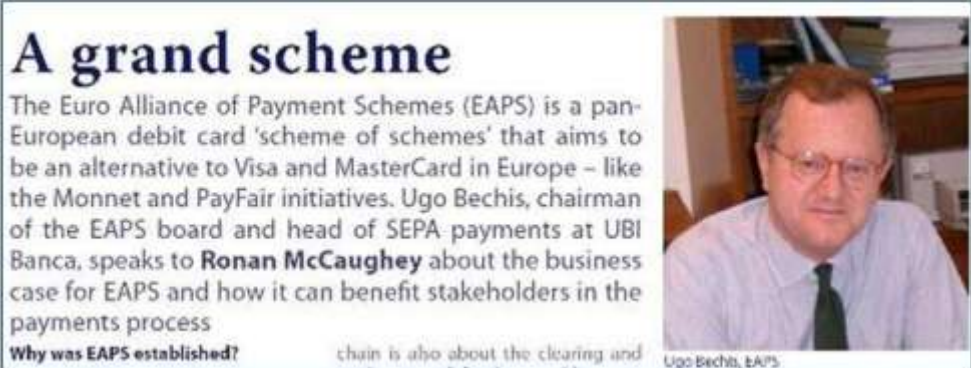 A grand scheme
The Euro Alliance of Payment Schemes (EAPS) is a pan-
European debit card 'scheme of schemes' that aims to
be an alternative to Visa and MasterCard in Europe – like
the Monnet and PayFair initiatives. Ugo Bechis, chairman
of the EAPS board and head of SEPA payments at UBI
Banca, speaks to Ronan McCaughey about the business
case for EAPS and how it can benefit stakeholders in the
payments process
Why was EAPS established?
chain is also about the clearing and
Ugo Bechis, EAPS